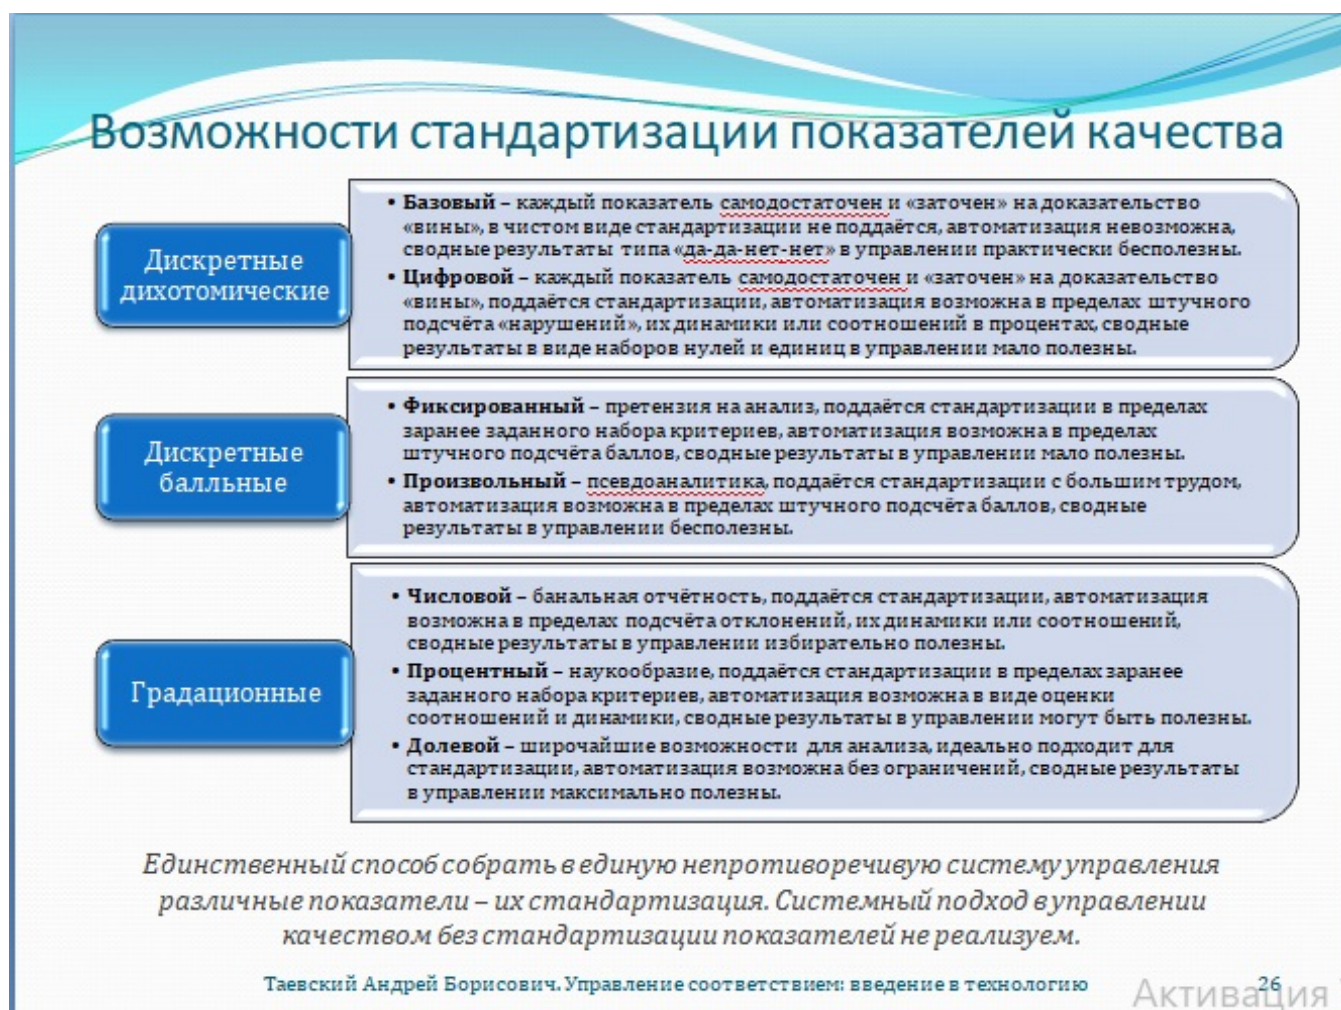 Возможности стандартизации показателей качества
Дискретные
дихотомические
• Базовый – каждый показатель самодостаточен и «заточен» на доказательство
«вины», в чистом виде стандартизации не поддаётся, автоматизация невозможна,
сводные результаты типа «да-да-нет-нет» в управлении практически бесполезны.
• Цифровой – каждый показатель самодостаточен и «заточен» на доказательство
«вины», поддаётся стандартизации, автоматизация возможна в пределах штучного
подсчёта «нарушений», их динамики или соотношений в процентах, сводные
результаты в виде наборов нулей и единиц в управлении мало полезны.
Дискретные
балльные
• Фиксированный – претензия на анализ, поддаётся стандартизации в пределах
заранее заданного набора критериев, автоматизация возможна в пределах
штучного подсчёта баллов, сводные результаты в управлении мало полезны.
• Произвольный – псевдоаналитика, поддаётся стандартизации с большим трудом,
автоматизация возможна в пределах штучного подсчёта баллов, сводные
результаты в управлении бесполезны.
Градационные
• Числовой – банальная отчётность, поддаётся стандартизации, автоматизация
возможна в пределах подсчёта отклонений, их динамики или соотношений,
сводные результаты в управлении избирательно полезны.
• Процентный – наукообразие, поддаётся стандартизации в пределах заранее
заданного набора критериев, автоматизация возможна в виде оценки
соотношений и динамики, сводные результаты в управлении могут быть полезны.
• Долевой – широчайшие возможности для анализа, идеально подходит для
стандартизации, автоматизация возможна без ограничений, сводные результаты
в управлении максимально полезны.
Единственный способ собрать в единую непротиворечивую систему управления
различные показатели – их стандартизация. Системный подход в управлении
качеством без стандартизации показателей не реализуем.
Таевский Андрей Борисович. Управление соответствием: введение в технологию
26
Активация